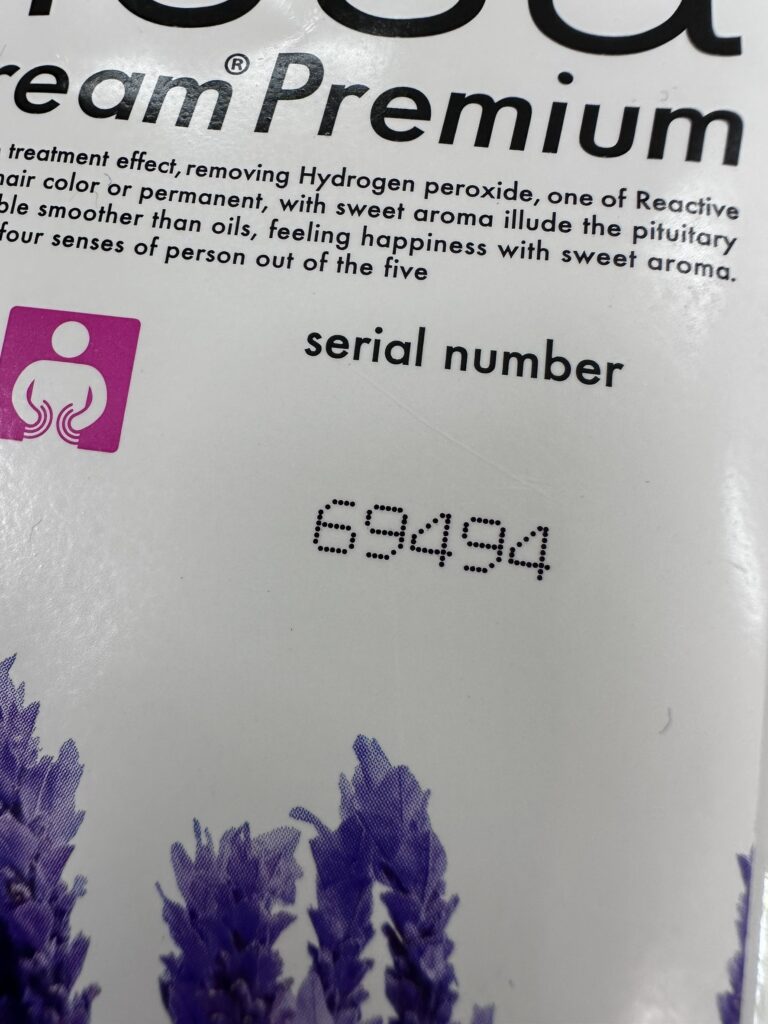 Premium
treatment effect, removing Hydrogen peroxide, one of Reactive
hair color or permanent, with sweet aroma illude the pituitary
smoother than oils, feeling happiness with sweet aroma.
four senses of person out of the five
serial number
69494